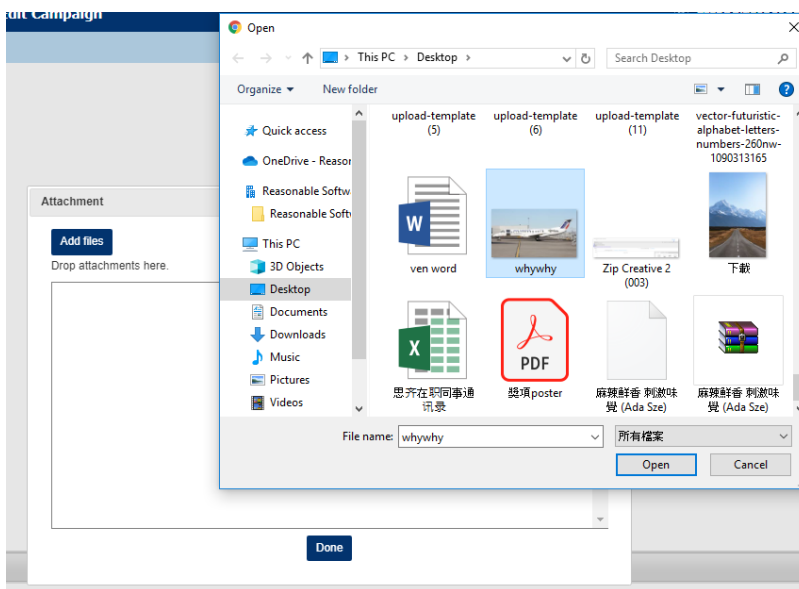 Edit Campaign
Open
This PC > Desktop >
Search Desktop
Organize
New folder
Quick access
OneDrive - Reason
Reasonable Softw
Reasonable Softw
This PC
3D Objects
Desktop
Documents
Downloads
Music
Pictures
Videos
upload-template
(5)
upload-template
(6)
upload-template
(11)
vector-futuristic-
alphabet-letters-
numbers-260nw-
1090313165
ven word
whywhy
Zip Creative 2
(003)
下載
思齐在职同事通
讯录
PDF
獎項poster
麻辣鮮香 刺激味
覺 (Ada Sze)
麻辣鮮香 刺激味
覺 (Ada Sze)
File name:
whywhy
所有檔案
Open
Cancel
Attachment
Add files
Drop attachments here.
Done